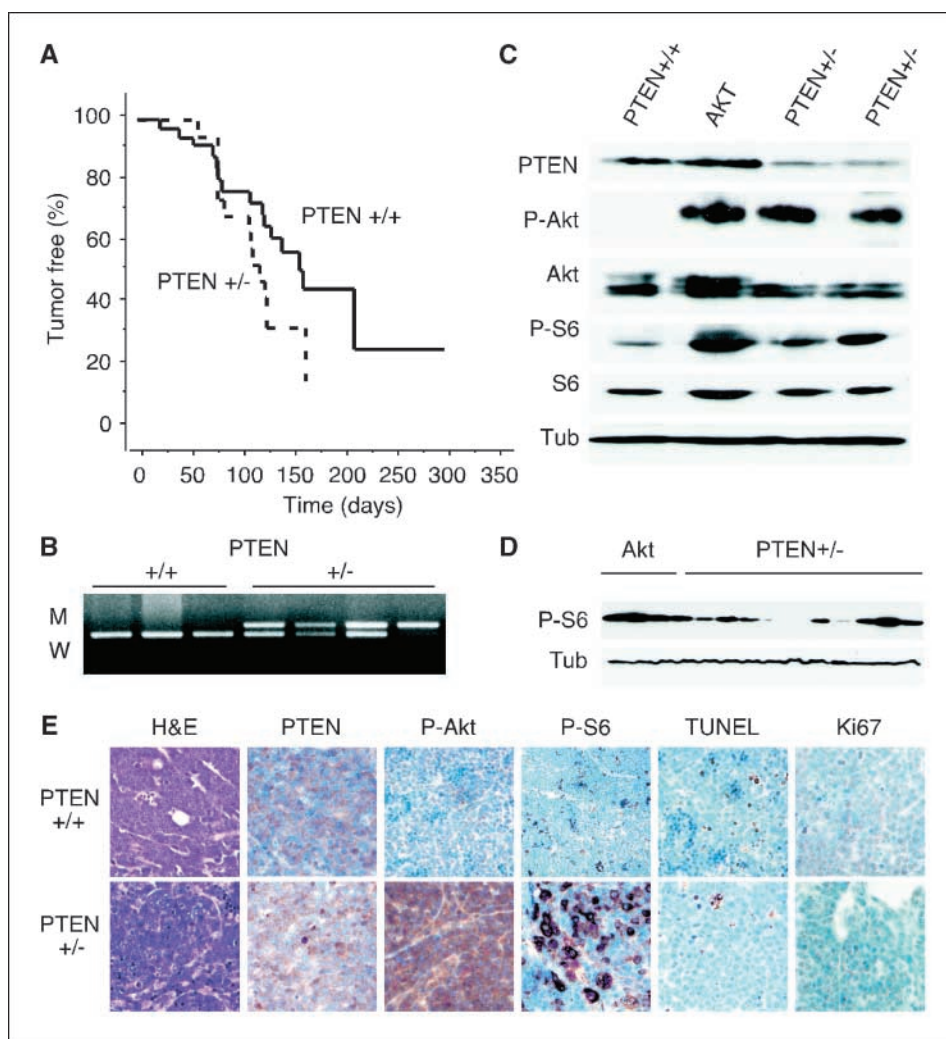 A
Tumor free (%)
100
80
60
40
20
0
PTEN +/+
PTEN +/-
0 50 100 150 200 250 300 350
Time (days)
B
PTEN
+/+ +/-
M
W
C
PTEN+/+ AKT PTEN+/- PTEN+/-
PTEN
P-Akt
Akt
P-S6
S6
Tub
D
Akt PTEN+/-
P-S6
Tub
E
H&E PTEN P-Akt P-S6 TUNEL Ki67
PTEN
+/+
PTEN
+/-